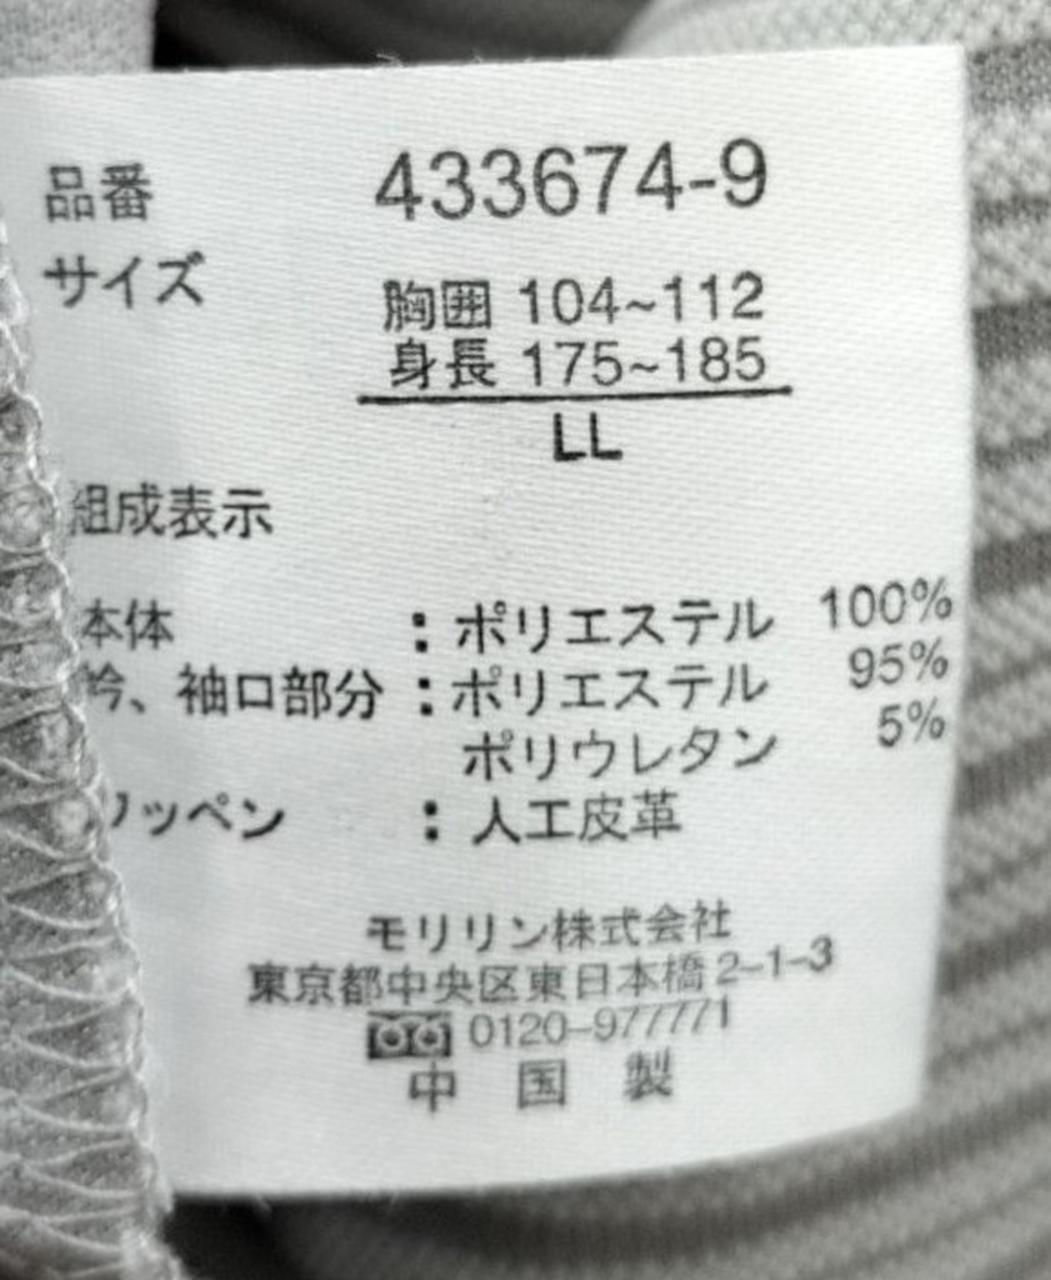 品番 433674-9
サイズ
胸囲 104~112
身長 175~185
LL
組成表示
本体 : ポリエステル 100%
衿、袖口部分 : ポリエステル 95%
ポリウレタン 5%
ワッペン : 人工皮革
モリリン株式会社
東京都中央区東日本橋2-1-3
0120-977771
中国製